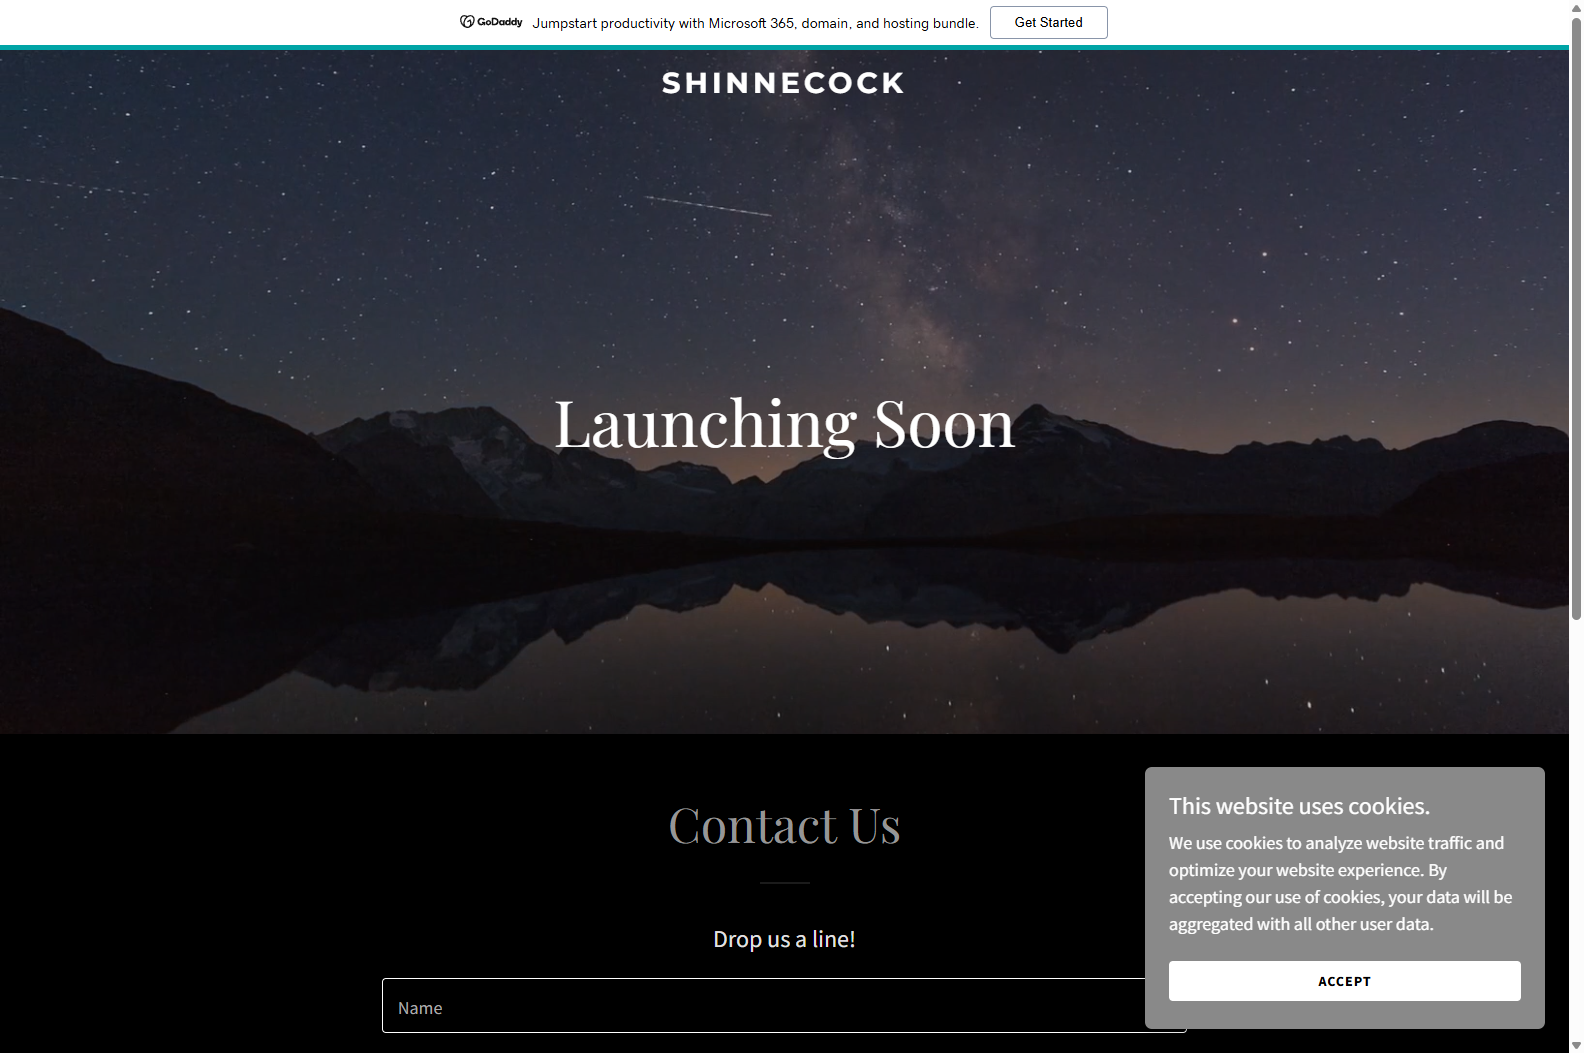 GoDaddy Jumpstart productivity with Microsoft 365, domain, and hosting bundle. Get Started
SHINNECOCK
Launching Soon
Contact Us
Drop us a line!
Name
This website uses cookies.
We use cookies to analyze website traffic and
optimize your website experience. By
accepting our use of cookies, your data will be
aggregated with all other user data.
ACCEPT